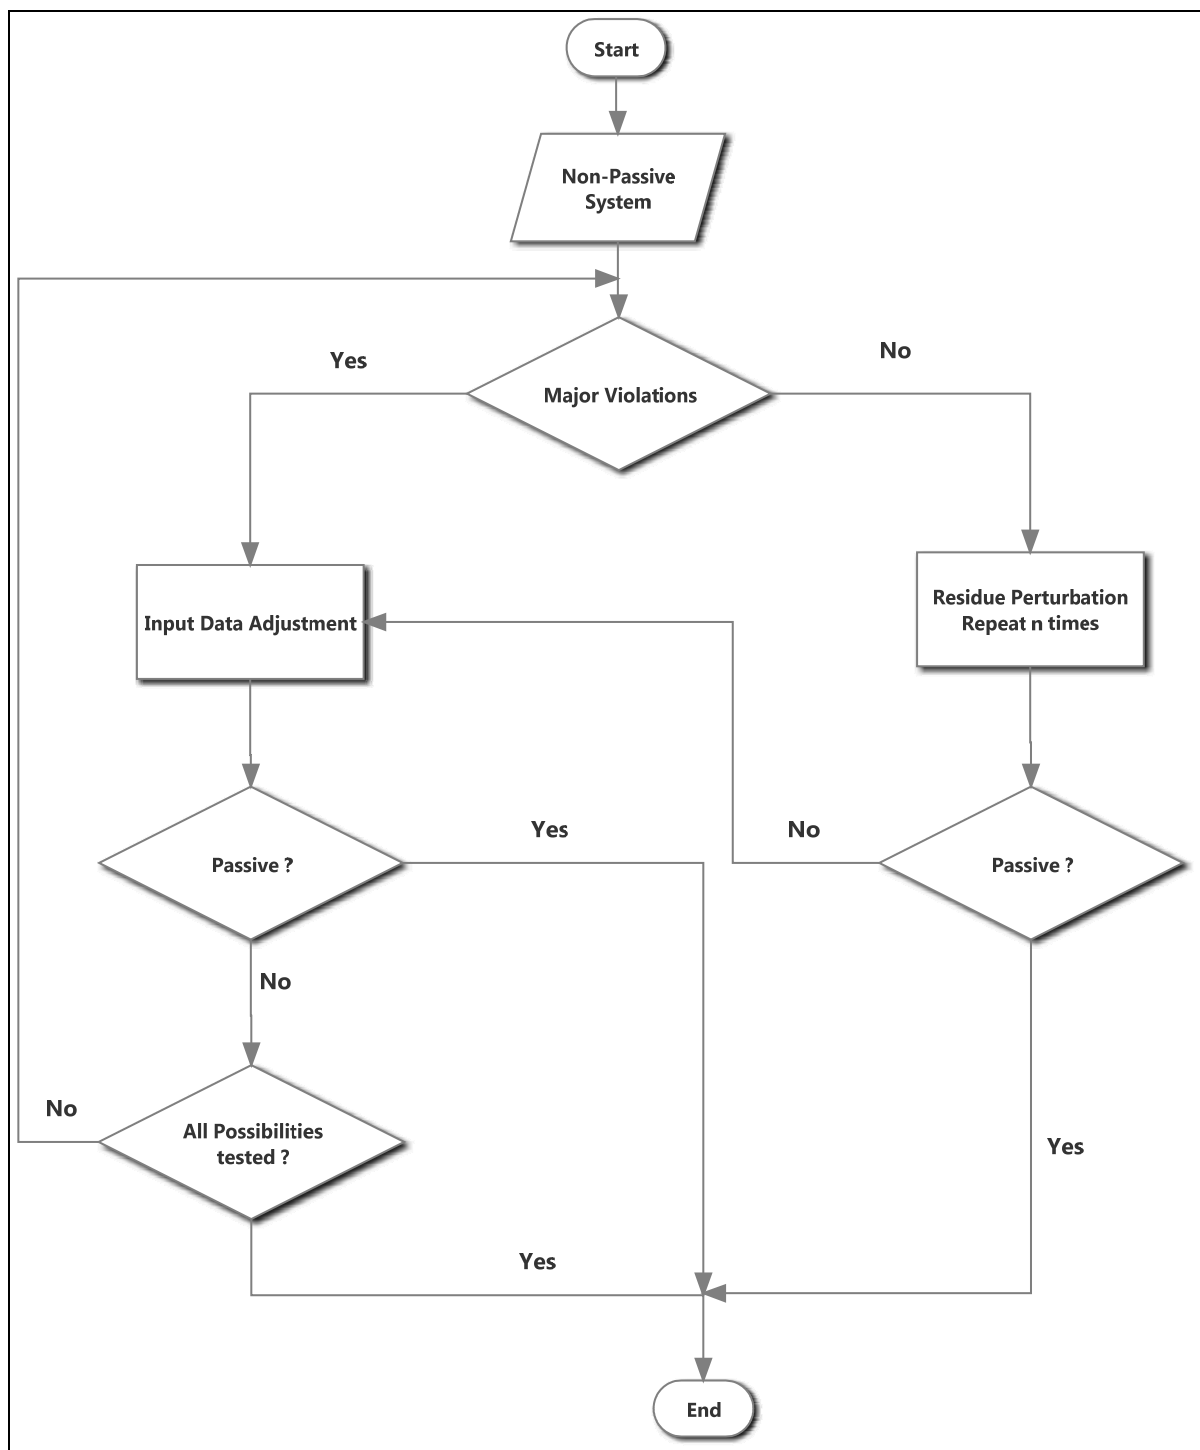 Start
Non-Passive
System
Yes
No
Major Violations
Input Data Adjustment
Residue Perturbation
Repeat n times
Yes
No
Passive ?
Passive ?
No
No
All Possibilities
tested ?
Yes
Yes
End